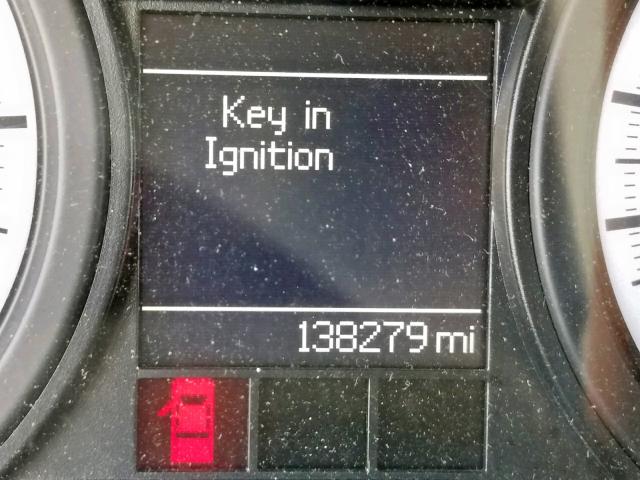 Key in
Ignition
138279 mi